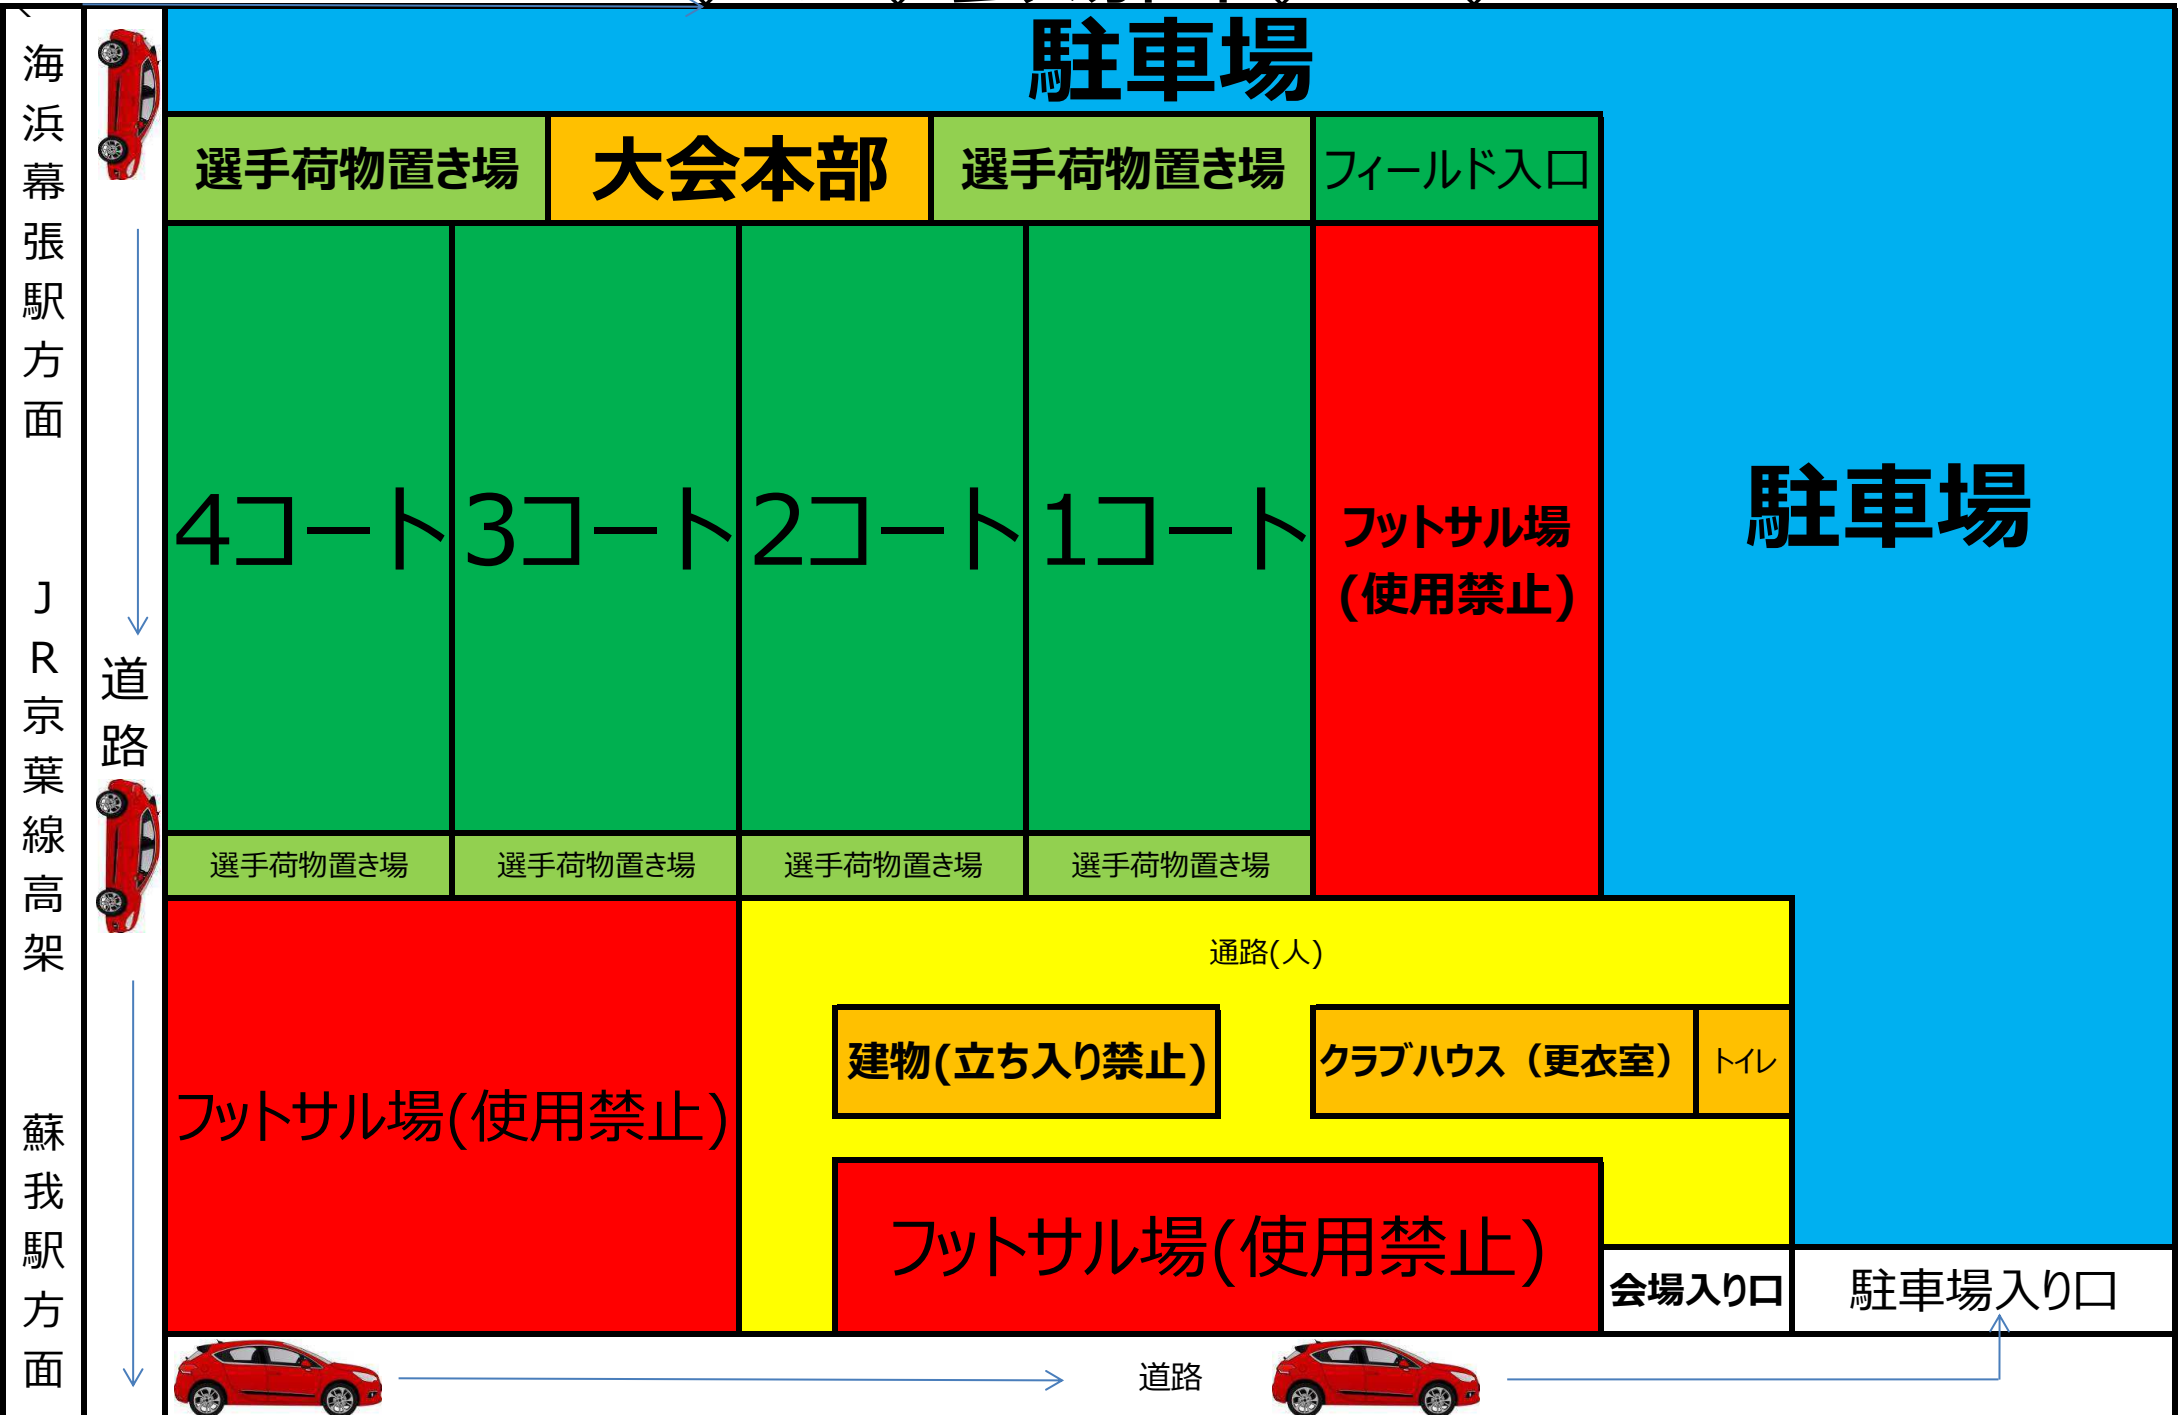 駐車場
選手荷物置き場
大会本部
選手荷物置き場
フィールド入口
4コート
3コート
2コート
1コート
フットサル場
(使用禁止)
駐車場
選手荷物置き場
選手荷物置き場
選手荷物置き場
選手荷物置き場
通路(人)
建物(立ち入り禁止)
クラブハウス（更衣室）
トイレ
フットサル場(使用禁止)
フットサル場(使用禁止)
会場入り口
駐車場入り口
道路
道路
海浜幕張駅方面
JR京葉線高架
蘇我駅方面